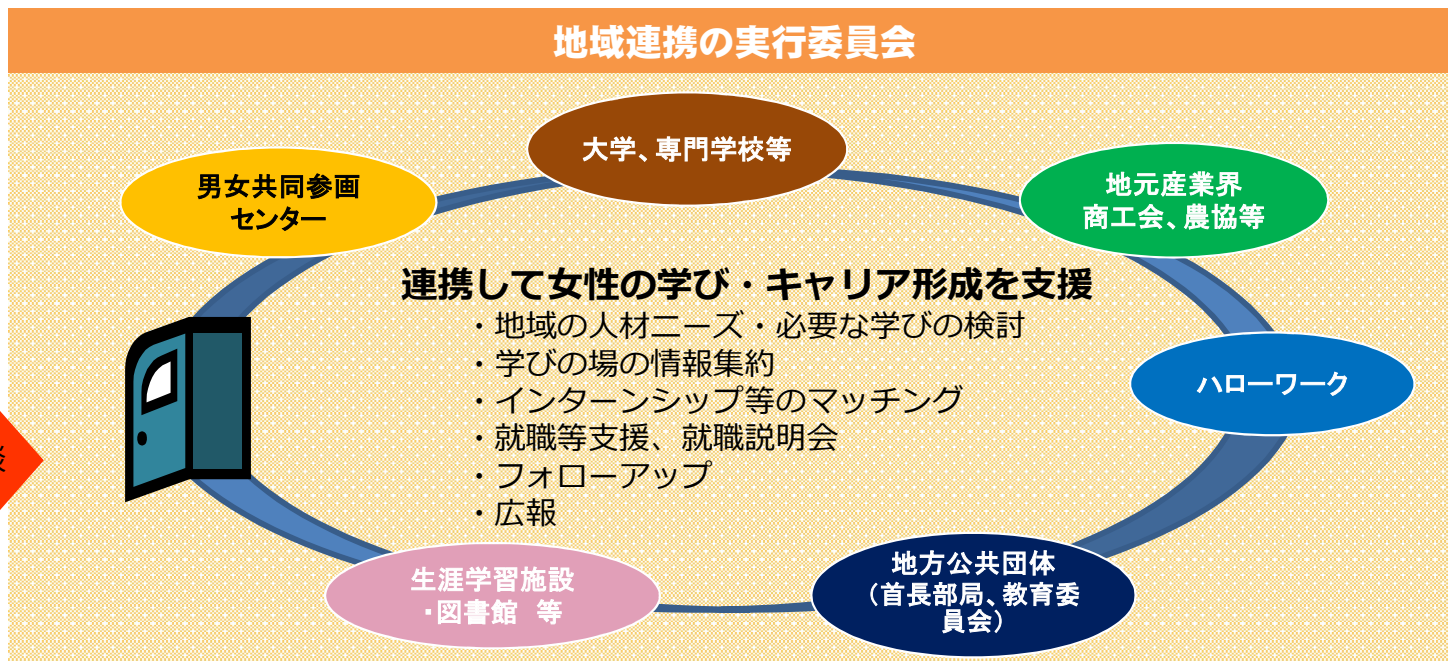 地域連携の実行委員会
大学、専門学校等
男女共同参画
センター
地元産業界
商工会、農協等
連携して女性の学び・キャリア形成を支援
・地域の人材ニーズ・必要な学びの検討
・学びの場の情報集約
・インターンシップ等のマッチング
・就職等支援、就職説明会
・フォローアップ
・広報
ハローワーク
生涯学習施設
・図書館　等
地方公共団体
（首長部局、教育委
員会）